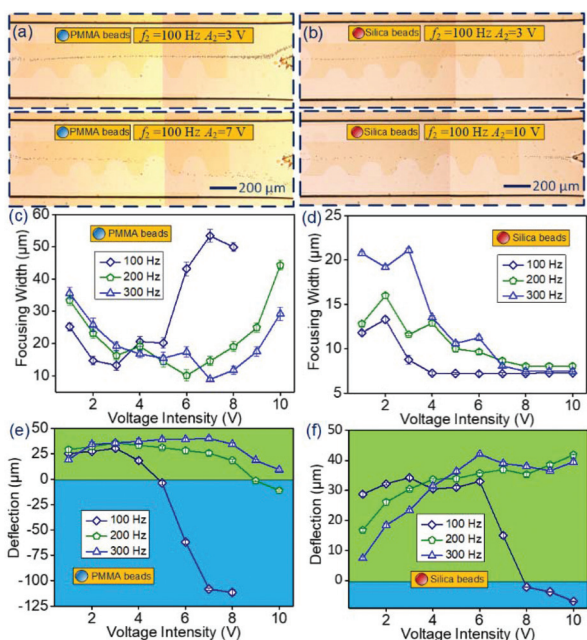 (a) PMMA beads f2=100 Hz A2=3 V
(b) Silica beads f2=100 Hz A2=3 V
PMMA beads f2=100 Hz A2=7 V
200 μm
Silica beads f2=100 Hz A2=10 V
200 μm
(c)
PMMA beads
100 Hz
200 Hz
300 Hz
Focusing Width (μm)
60
50
40
30
20
10
2 4 6 8 10
Voltage Intensity (V)
(d)
Silica beads
100 Hz
200 Hz
300 Hz
Focusing Width (μm)
25
20
15
10
5
2 4 6 8 10
Voltage Intensity (V)
(e)
100 Hz
200 Hz
300 Hz
PMMA beads
Deflection (μm)
50
25
0
-25
-50
-75
-100
-125
2 4 6 8 10
Voltage Intensity (V)
(f)
100 Hz
200 Hz
300 Hz
Silica beads
Deflection (μm)
50
40
30
20
10
0
2 4 6 8 10
Voltage Intensity (V)